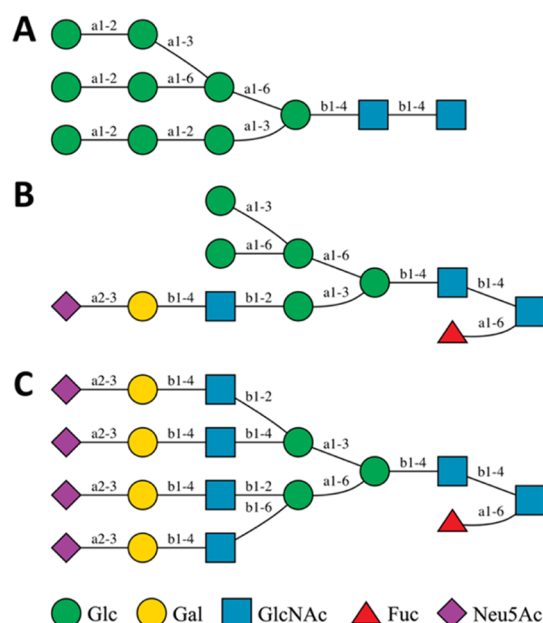 A
a1-2
a1-3
a1-2 a1-6 a1-6
b1-4 b1-4
a1-2 a1-2 a1-3
B
a1-3
a1-6 a1-6
b1-4 b1-4
a2-3 b1-4 b1-2 a1-3
a1-6
C
a2-3 b1-4 b1-2
a2-3 b1-4 b1-4 a1-3
b1-4 b1-4
a2-3 b1-4 b1-2 a1-6
a1-6
a2-3 b1-4 b1-6
Glc Gal GlcNAc Fuc Neu5Ac